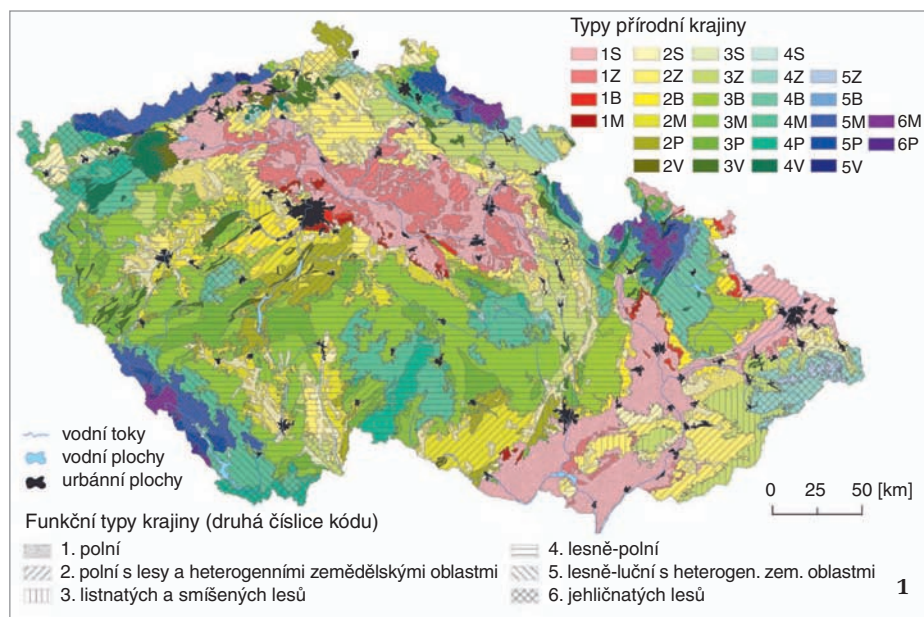 Typy přírodní krajiny
1S 2S 3S 4S
1Z 2Z 3Z 4Z 5Z
1B 2B 3B 4B 5B
1M 2M 3M 4M 5M 6M
2P 3P 4P 5P 6P
2V 3V 4V 5V
vodní toky
vodní plochy
urbánní plochy
0 25 50 [km]
Funkční typy krajiny (druhá číslice kódu)
1. polní
2. polní s lesy a heterogenními zemědělskými oblastmi
3. listnatých a smíšených lesů
4. lesně-polní
5. lesně-luční s heterogen. zem. oblastmi
6. jehličnatých lesů
1